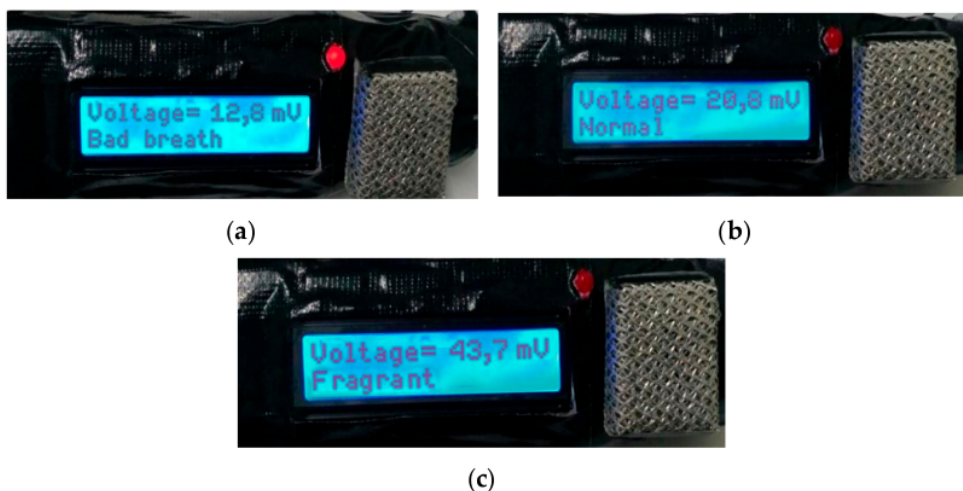 Voltage= 12,8 mV
Bad breath
(a)
Voltage= 20,8 mV
Normal
(b)
Voltage= 43,7 mV
Fragrant
(c)